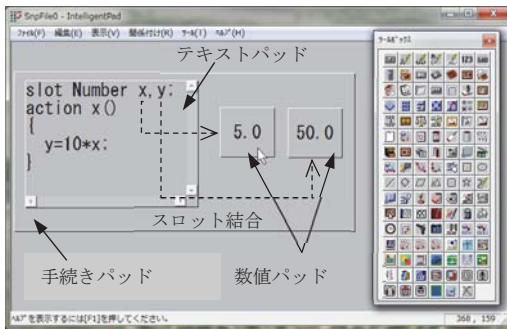 SnpFile0 - IntelligentPad
ファイル(F) 編集(E) 表示(V) 関係付け(R) ツール(T) ヘルプ(H)
ツールボックス
テキストパッド
slot Number x,y;
action x()
{
y=10*x;
}
5.0
50.0
スロット結合
手続きパッド
数値パッド
ヘルプを表示するには[F1]を押してください。
368, 159